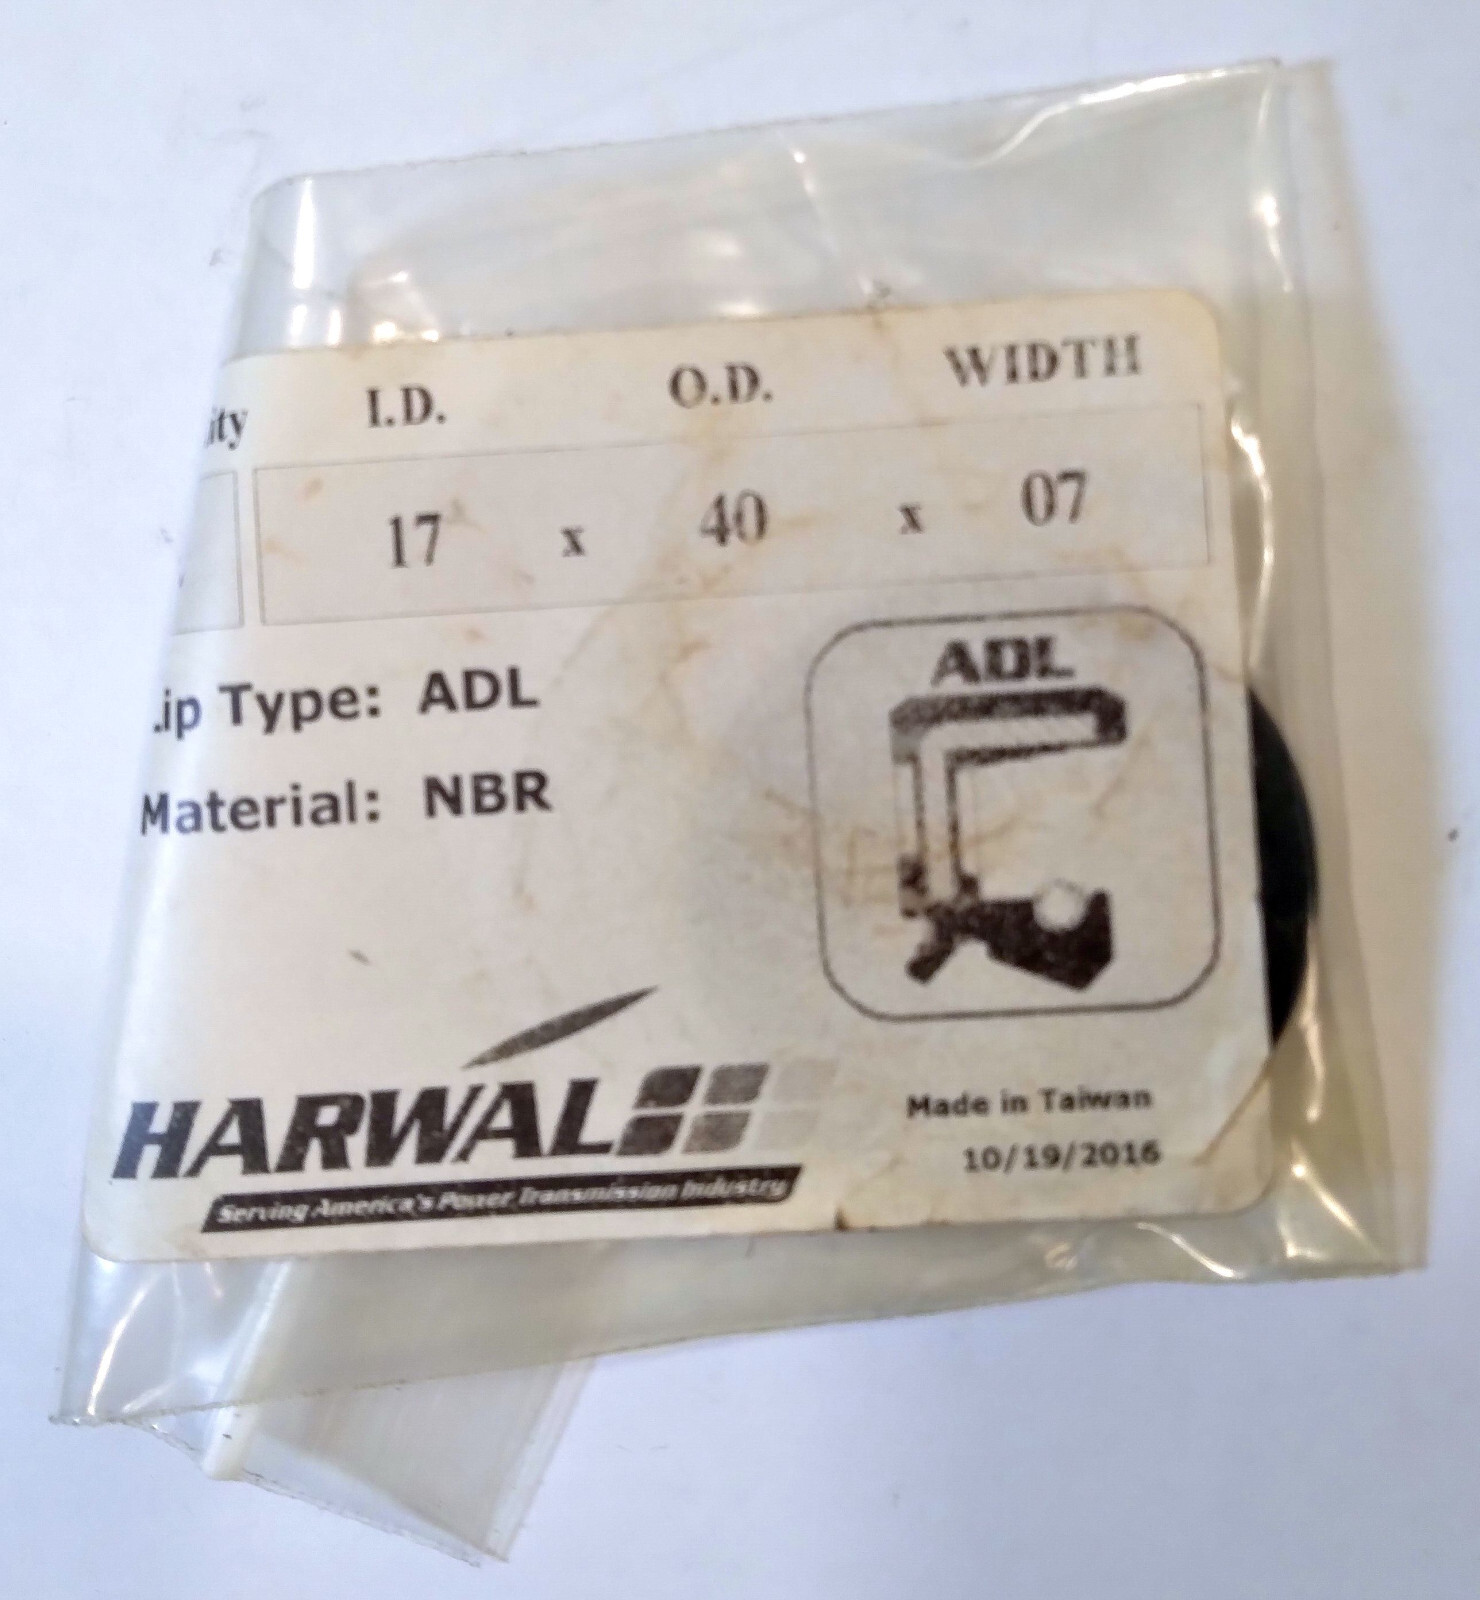 ity I.D. O.D. WIDTH
17 x 40 x 07
ip Type: ADL
Material: NBR
ADL
HARWAL
Serving America's Power Transmission Industry
Made in Taiwan
10/19/2016